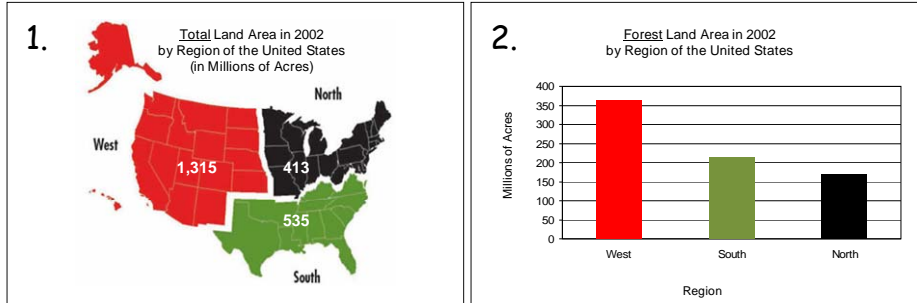 1.
Total Land Area in 2002
by Region of the United States
(in Millions of Acres)
North
West
1,315
413
535
South
2.
Forest Land Area in 2002
by Region of the United States
Millions of Acres
400
350
300
250
200
150
100
50
0
West
South
North
Region